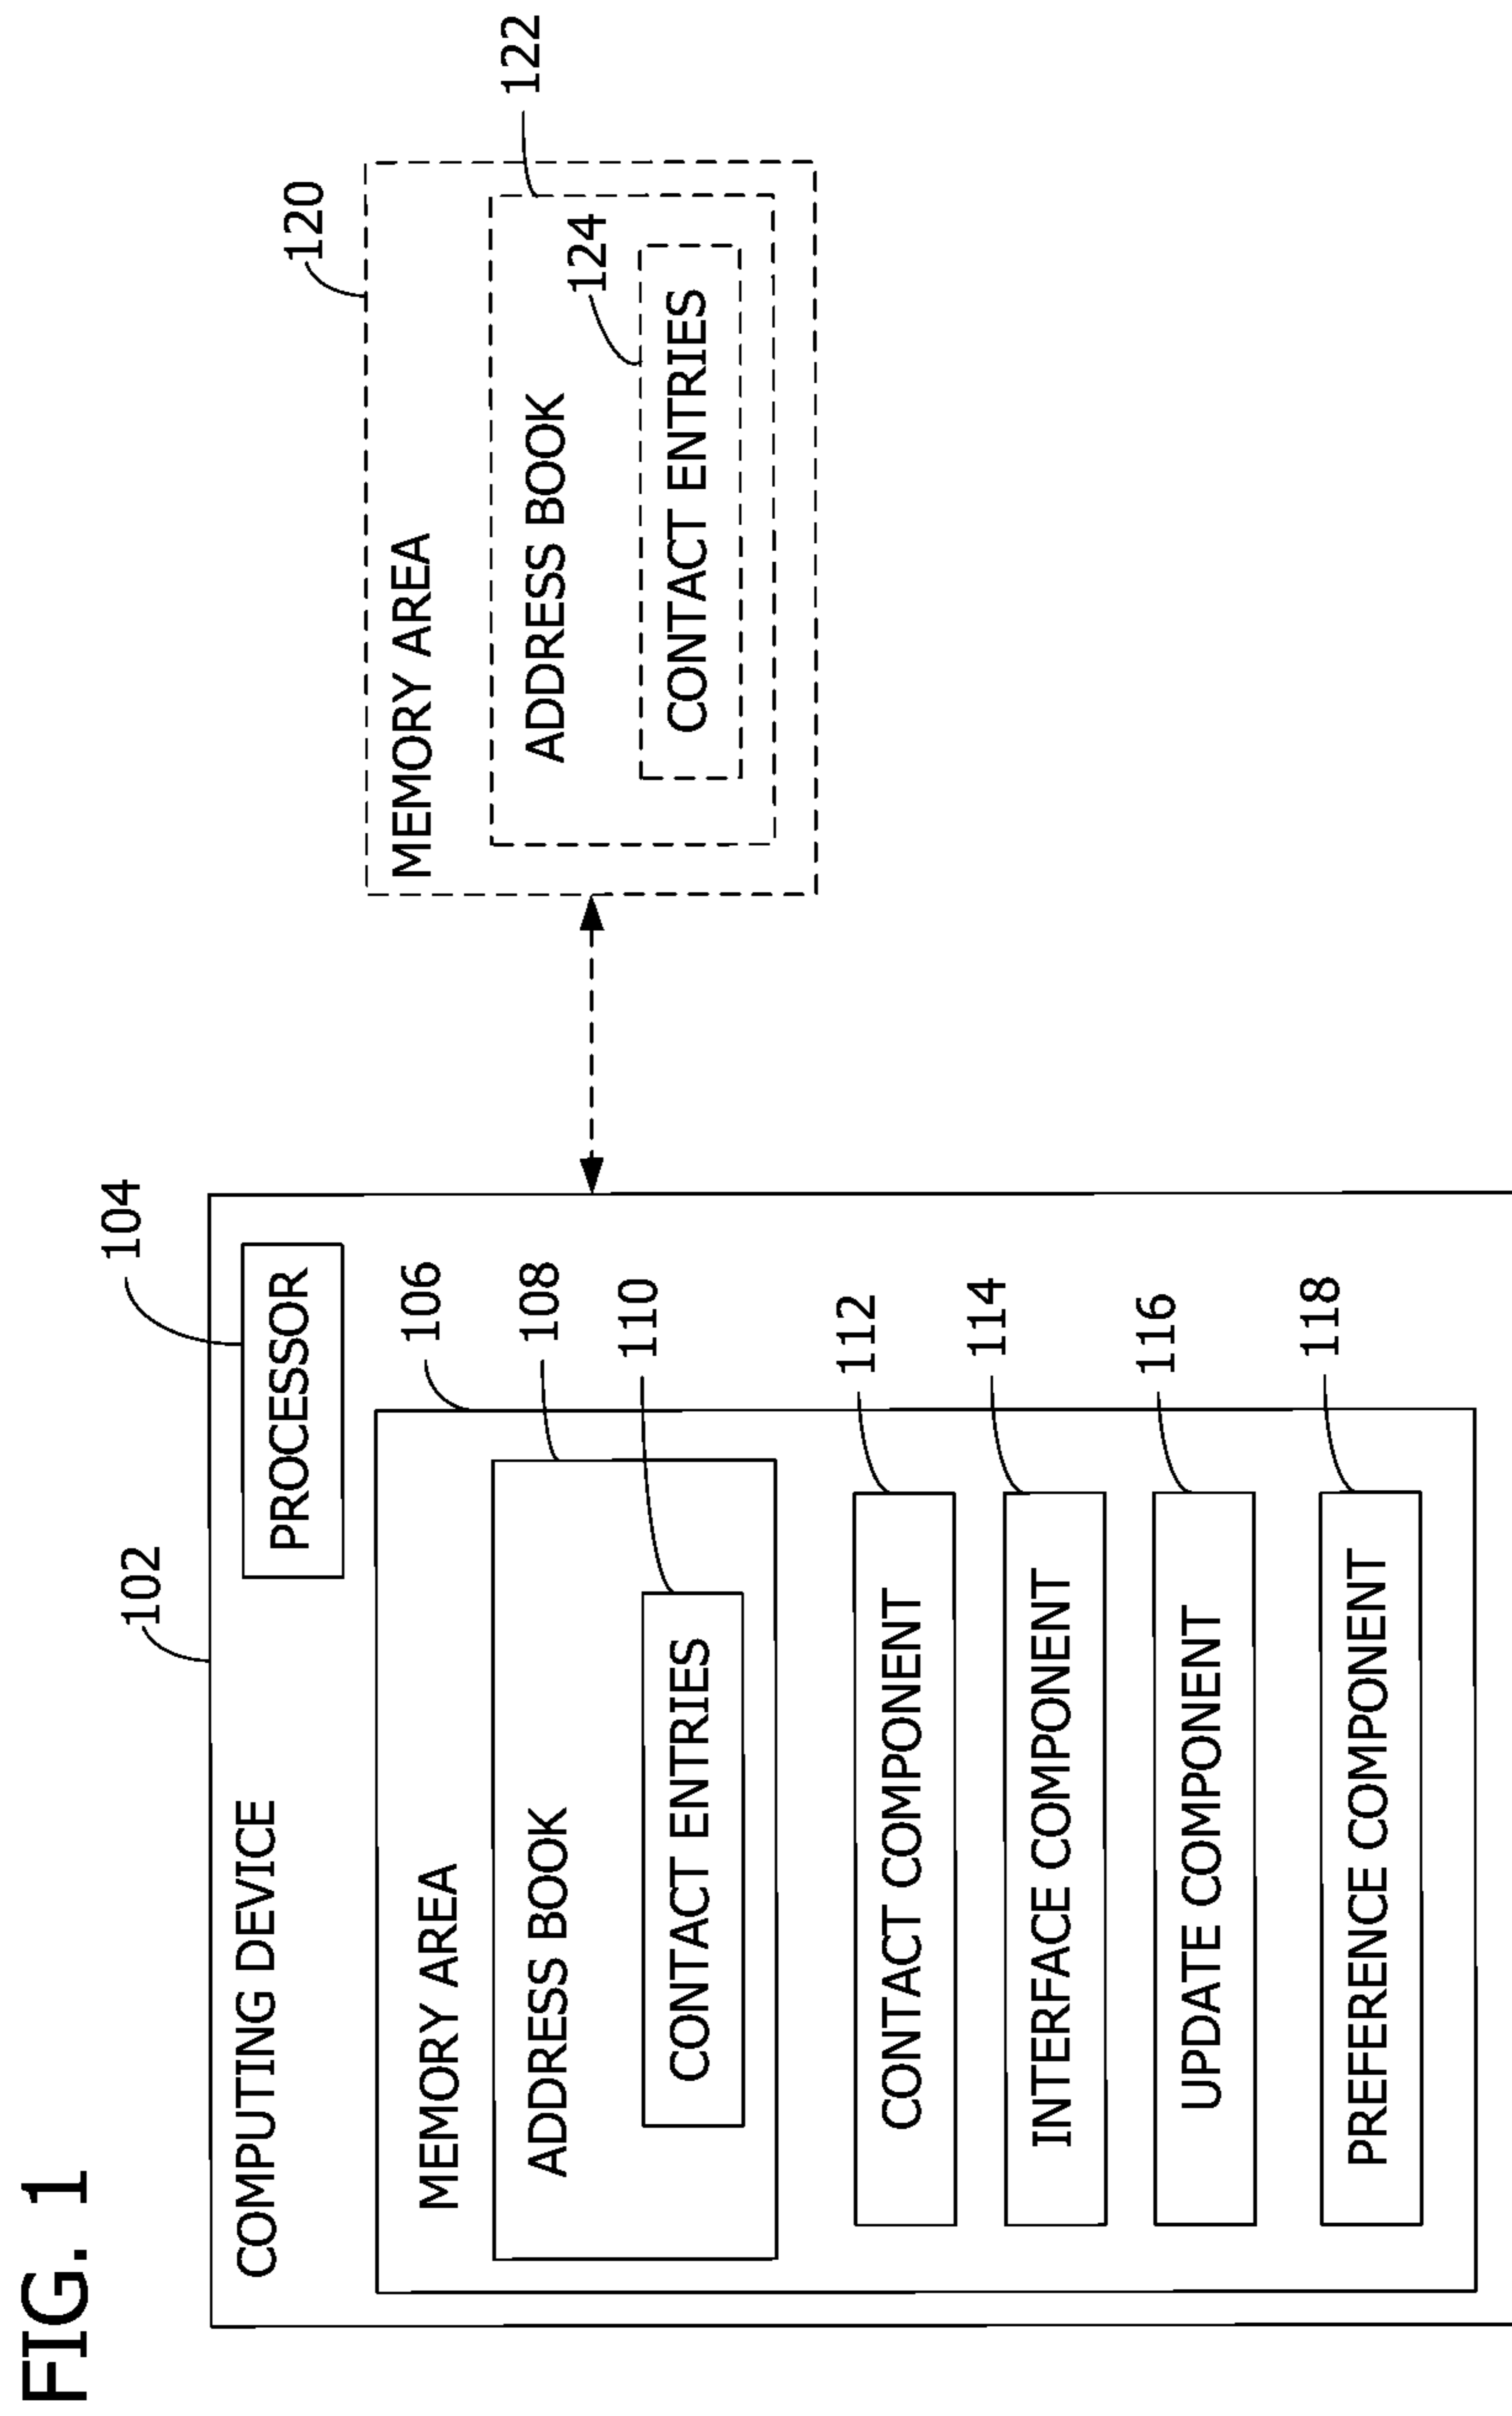 FIG. 1
102
COMPUTING DEVICE
104
PROCESSOR
MEMORY AREA
106
ADDRESS BOOK
108
CONTACT ENTRIES
110
CONTACT COMPONENT
112
INTERFACE COMPONENT
114
UPDATE COMPONENT
116
PREFERENCE COMPONENT
118
120
MEMORY AREA
122
ADDRESS BOOK
124
CONTACT ENTRIES